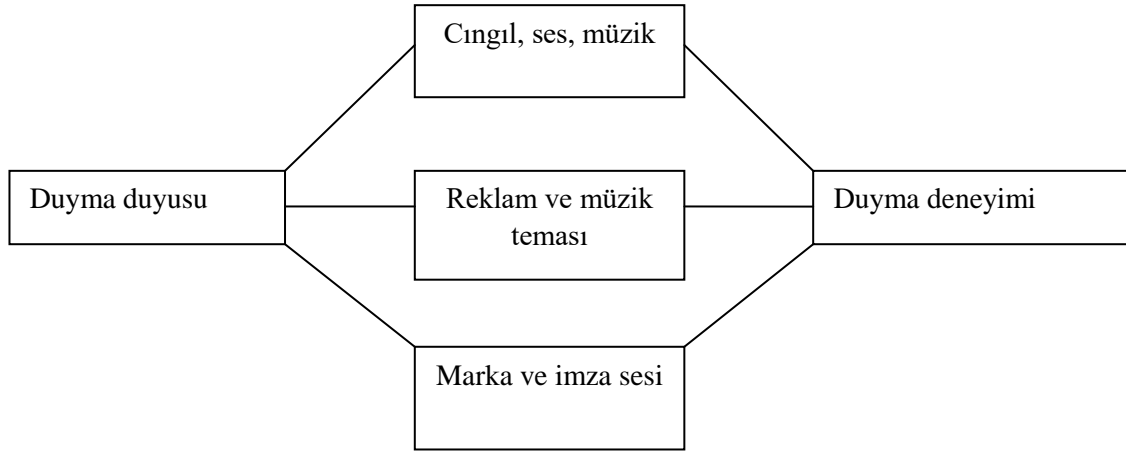 Cıngıl, ses, müzik
Duyma duyusu
Reklam ve müzik
teması
Duyma deneyimi
Marka ve imza sesi